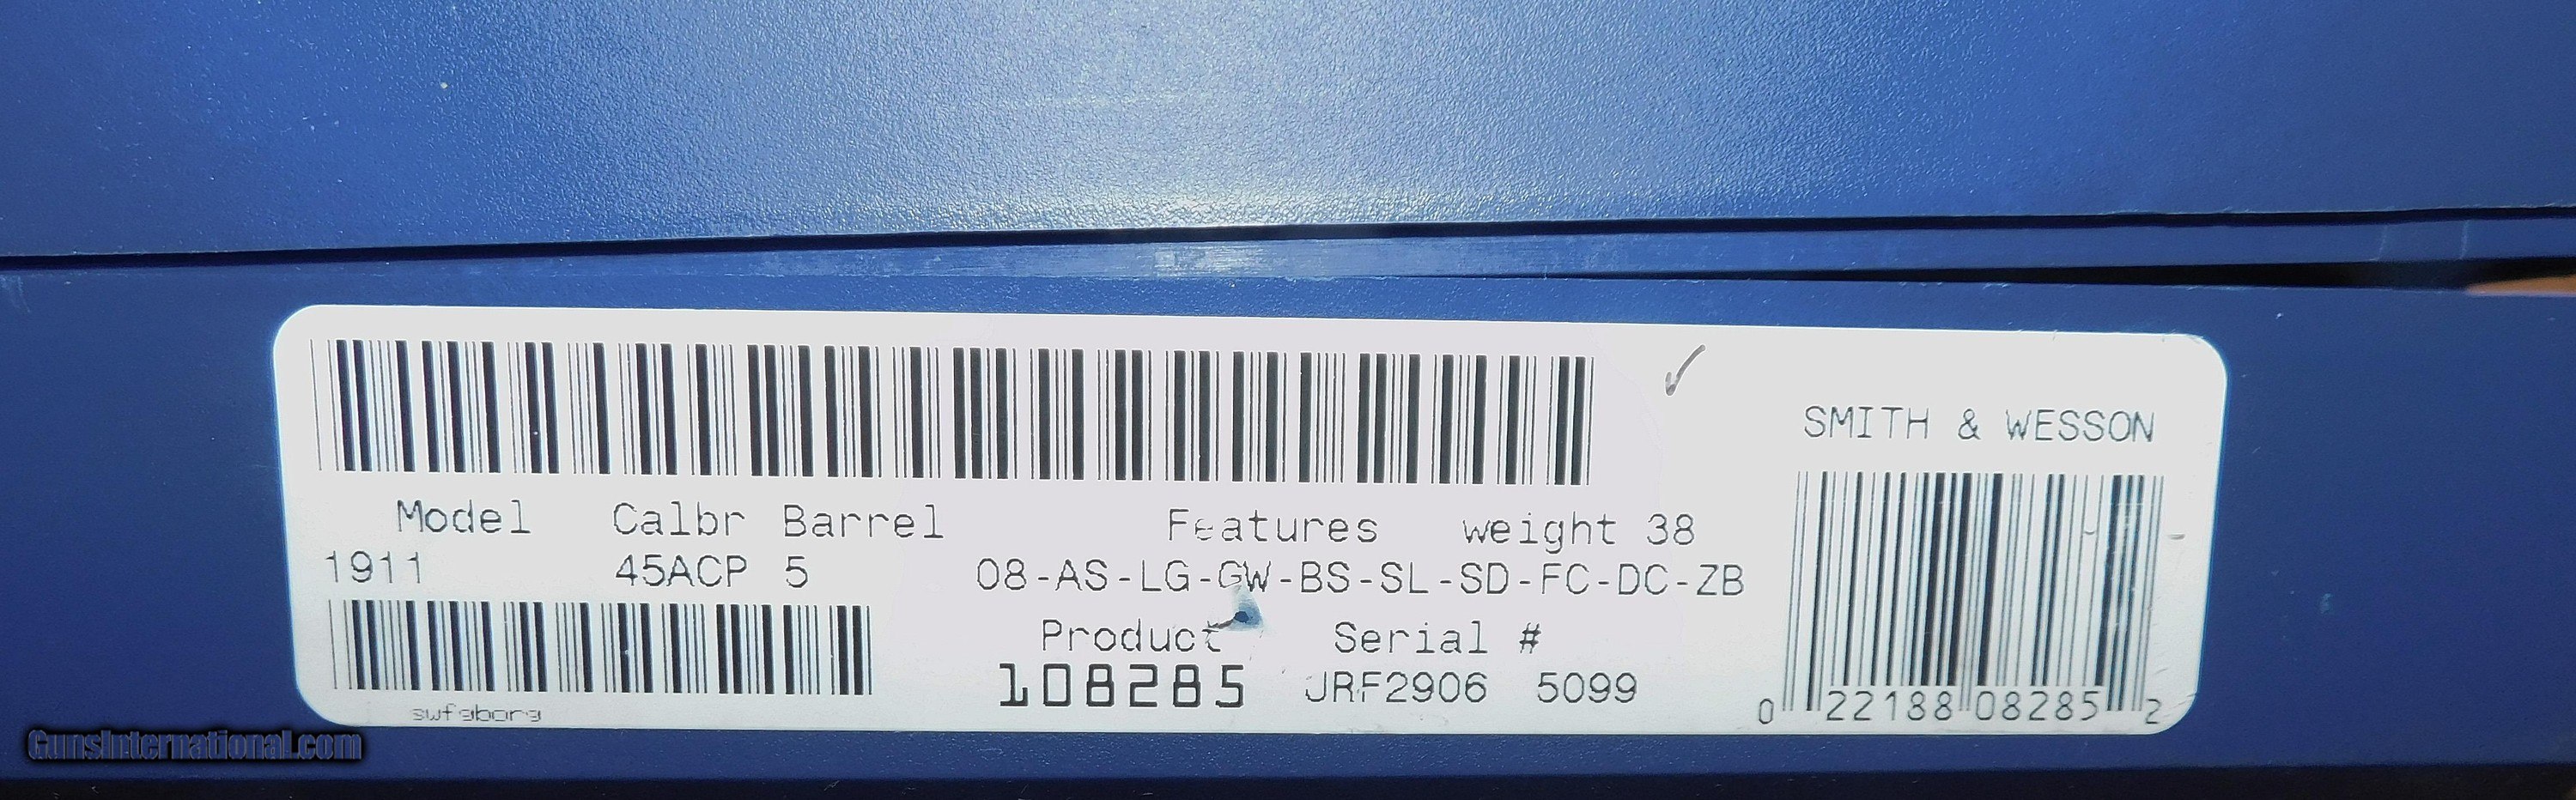 SMITH & WESSON
Model Calbr Barrel Features weight 38
1911 45ACP 5 08-AS-LG-GW-BS-SL-SD-FC-DC-ZB
Product Serial #
108285 JRF2906 5099
0 22188 08285 2
swfgborg
GunsInternational.com